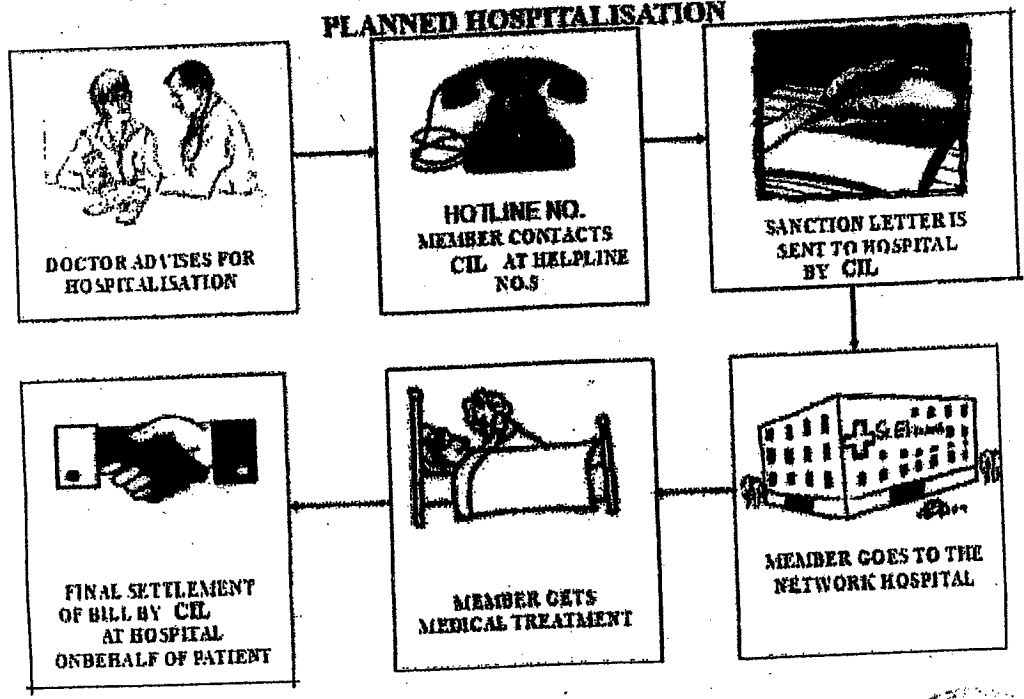 PLANNED HOSPITALISATION
DOCTOR ADVISES FOR
HOSPITALISATION
HOTLINE NO.
MEMBER CONTACTS
CIL AT HELPLINE
NO.S
SANCTION LETTER IS
SENT TO HOSPITAL
BY CIL
MEMBER GOES TO THE
NETWORK HOSPITAL
MEMBER GETS
MEDICAL TREATMENT
FINAL SETTLEMENT
OF BILL BY CIL
AT HOSPITAL
ONBEHALF OF PATIENT